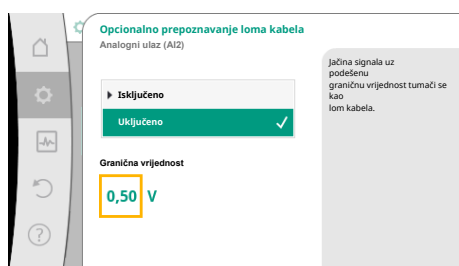 Opcionalno prepoznavanje loma kabela
Analogni ulaz (AI2)
Isključeno
Uključeno
Granična vrijednost
0,50 V
Jačina signala uz
podešenu
graničnu vrijednost tumači se
kao
lom kabela.